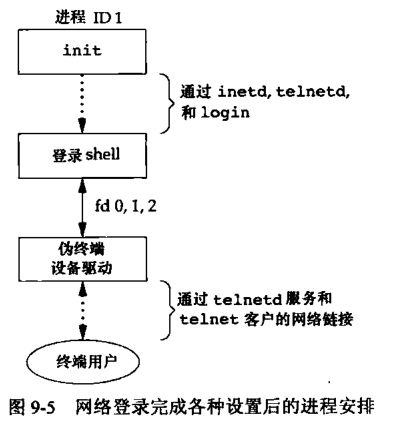 进程 ID 1
init
通过 inetd, telnetd,
和 login
登录 shell
fd 0, 1, 2
伪终端
设备驱动
通过 telnetd 服务和
telnet 客户的网络链接
终端用户
图 9-5 网络登录完成各种设置后的进程安排